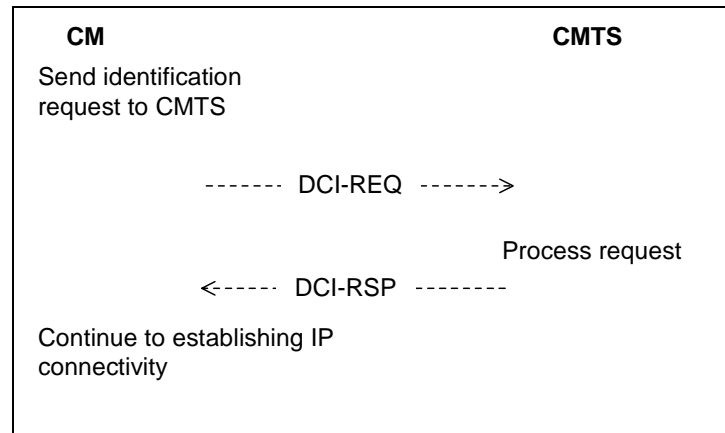 CM CMTS
Send identification
request to CMTS
DCI-REQ
Process request
DCI-RSP
Continue to establishing IP
connectivity